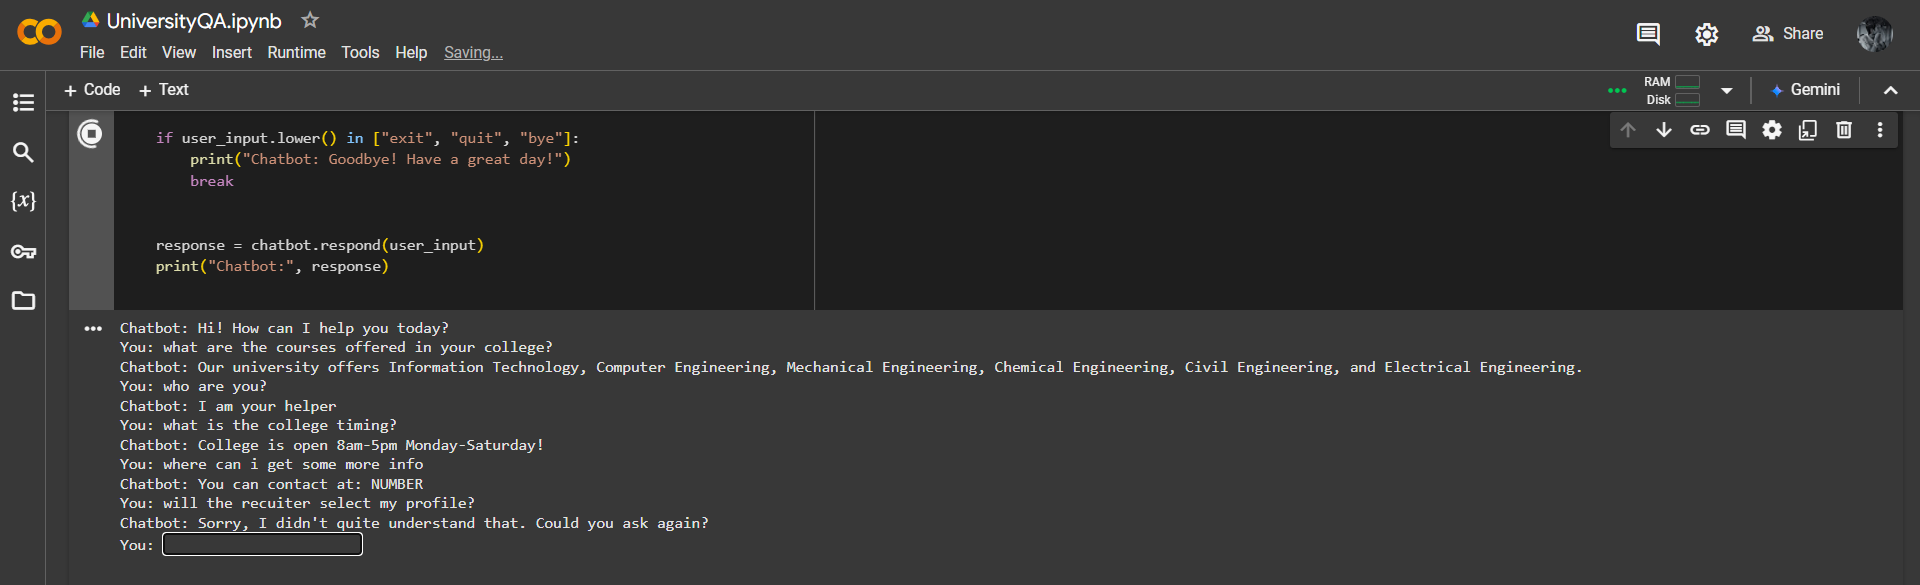 UniversityQA.ipynb
File Edit View Insert Runtime Tools Help Saving...
Share
+ Code + Text
RAM
Disk
Gemini
{x}
if user_input.lower() in ["exit", "quit", "bye"]:
print("Chatbot: Goodbye! Have a great day!")
break
response = chatbot.respond(user_input)
print("Chatbot:", response)
Chatbot: Hi! How can I help you today?
You: what are the courses offered in your college?
Chatbot: Our university offers Information Technology, Computer Engineering, Mechanical Engineering, Chemical Engineering, Civil Engineering, and Electrical Engineering.
You: who are you?
Chatbot: I am your helper
You: what is the college timing?
Chatbot: College is open 8am-5pm Monday-Saturday!
You: where can i get some more info
Chatbot: You can contact at: NUMBER
You: will the recuiter select my profile?
Chatbot: Sorry, I didn't quite understand that. Could you ask again?
You: